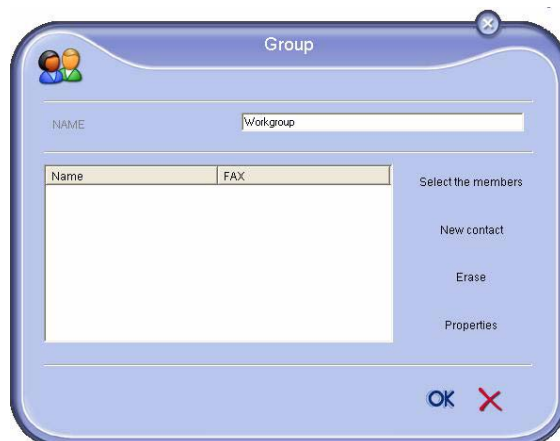 Group
NAME
Workgroup
Name FAX
Select the members
New contact
Erase
Properties
OK